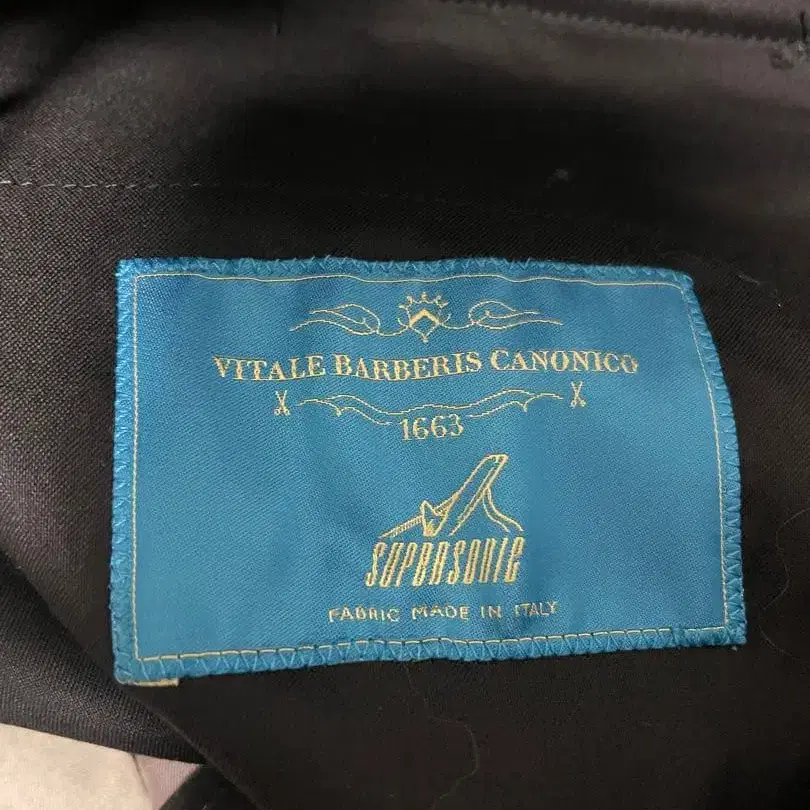 VITALE BARBERIS CANONICO
1663
SUPERSONIC
FABRIC MADE IN ITALY